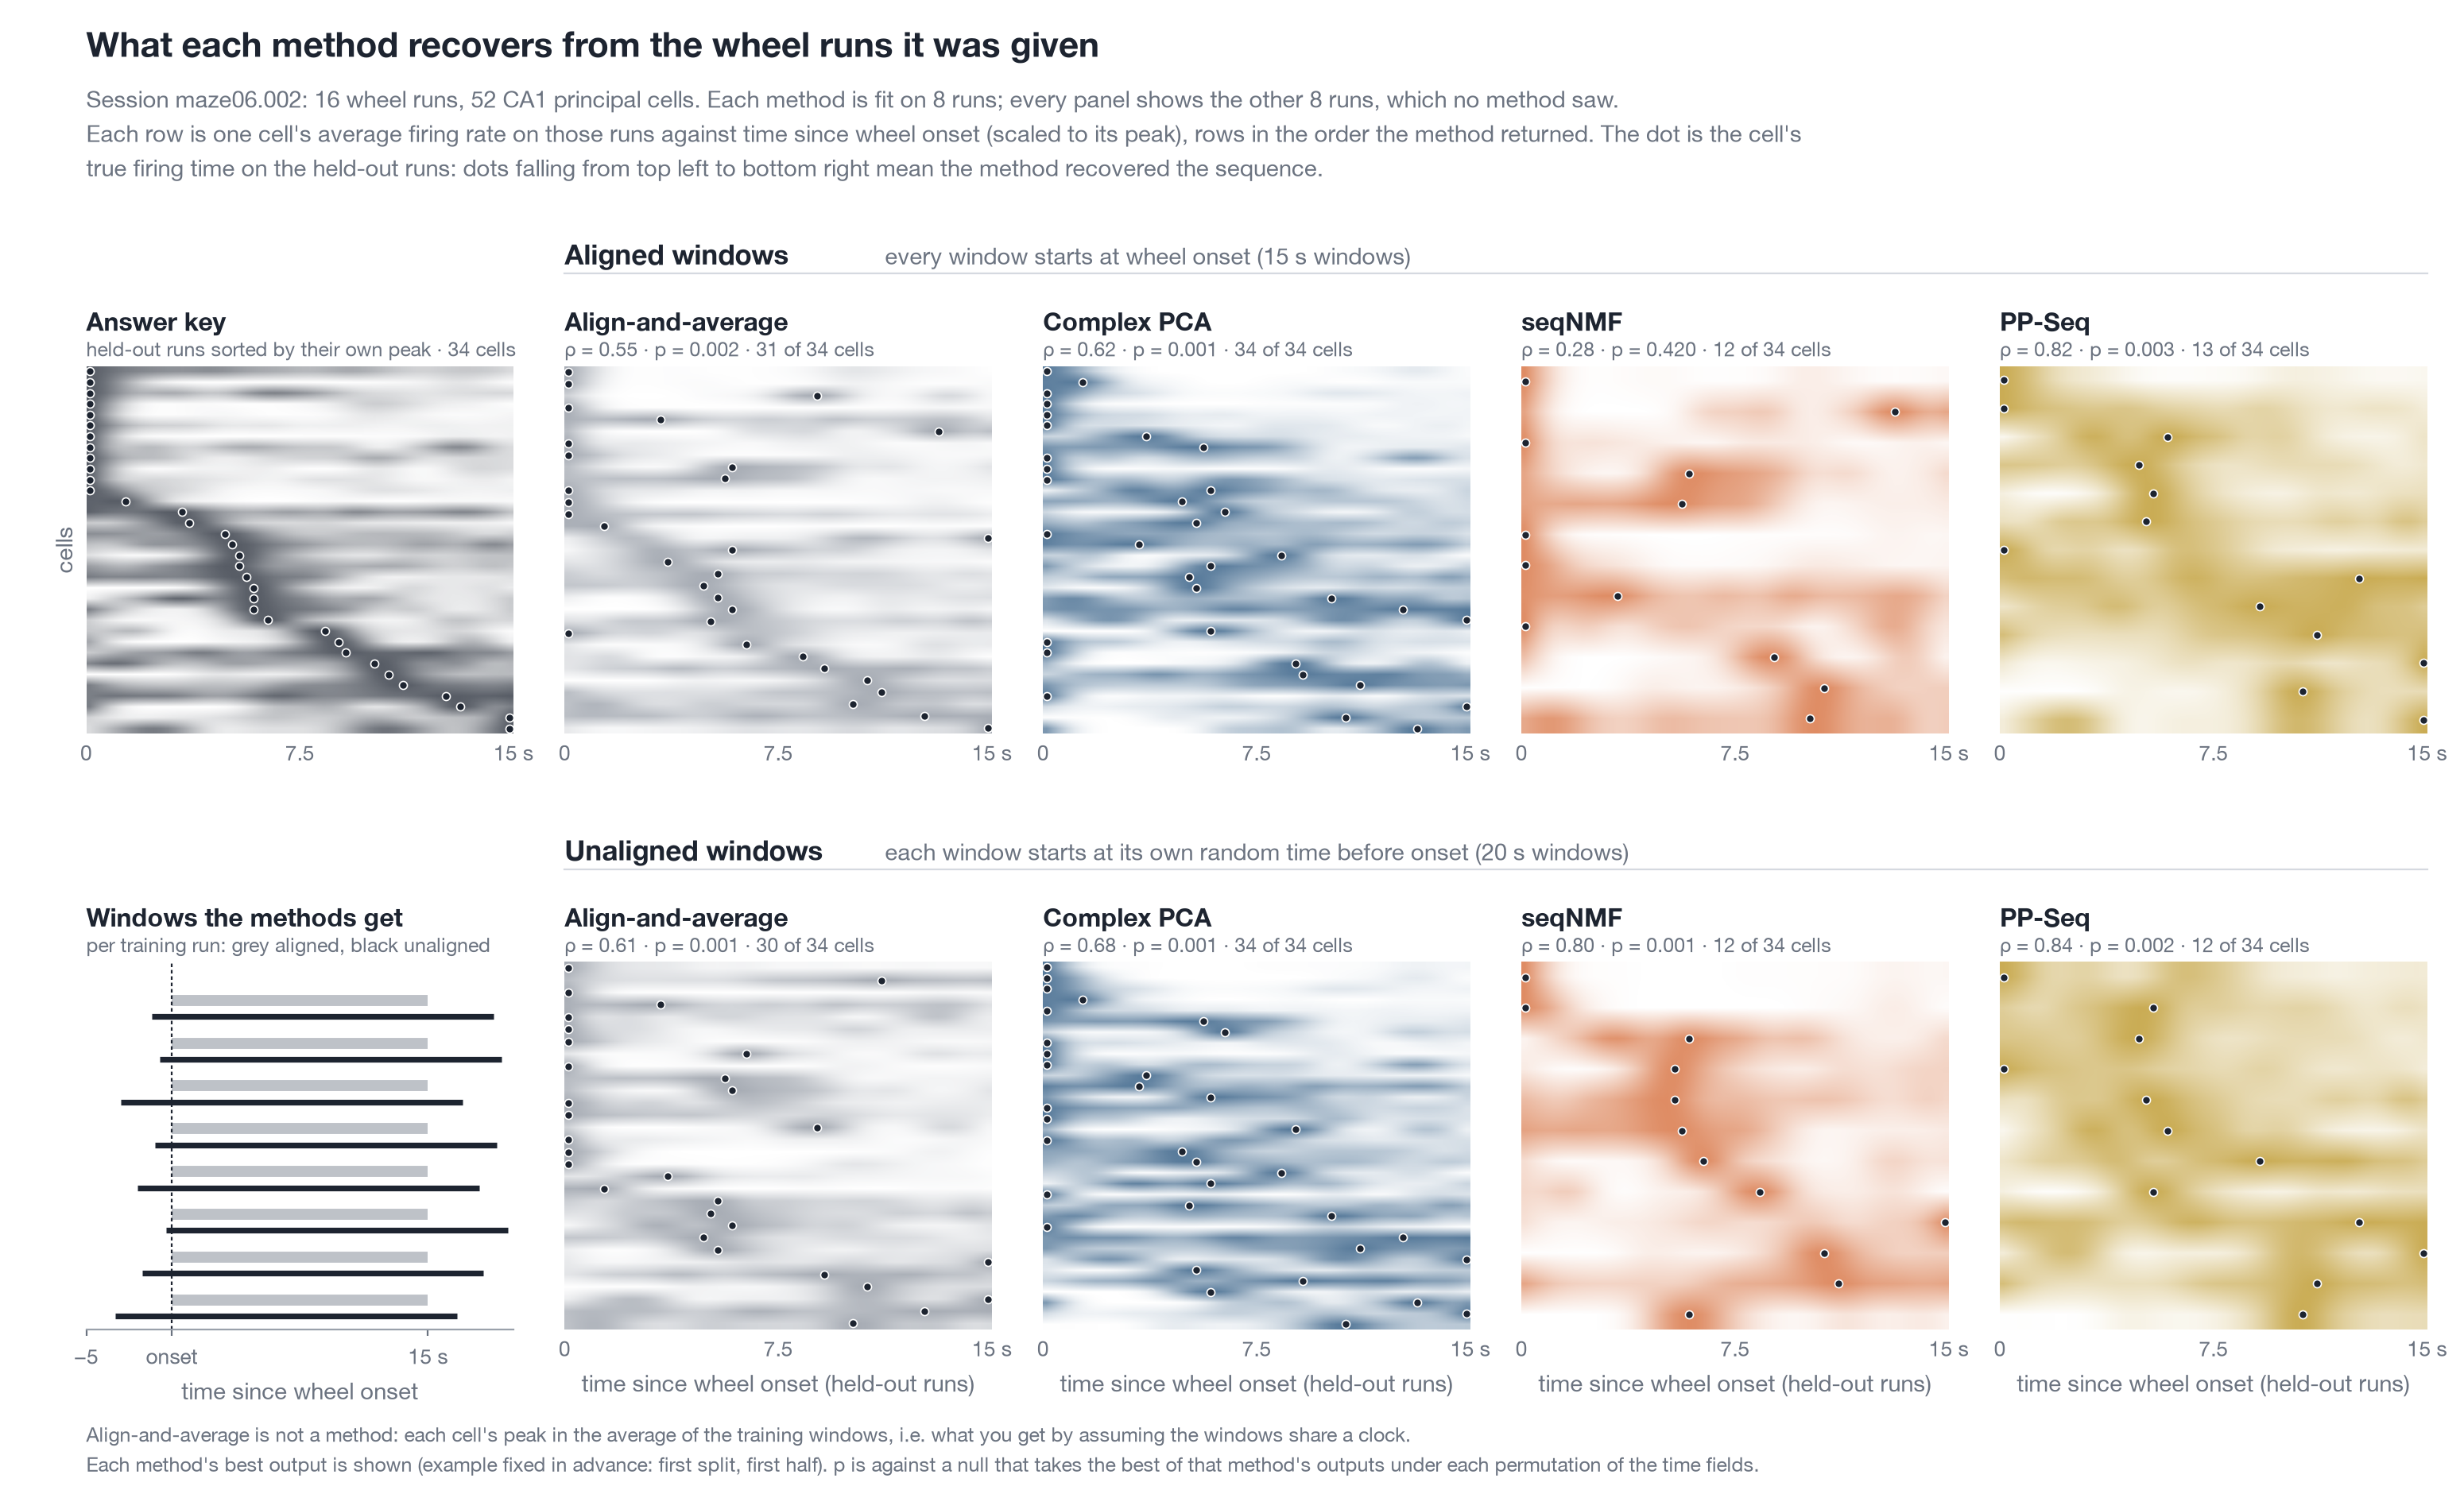 What each method recovers from the wheel runs it was given
Session maze06.002: 16 wheel runs, 52 CA1 principal cells. Each method is fit on 8 runs; every panel shows the other 8 runs, which no method saw.
Each row is one cell's average firing rate on those runs against time since wheel onset (scaled to its peak), rows in the order the method returned. The dot is the cell's
true firing time on the held-out runs: dots falling from top left to bottom right mean the method recovered the sequence.
Aligned windows every window starts at wheel onset (15 s windows)
Answer key
held-out runs sorted by their own peak · 34 cells
cells
0 7.5 15 s
Align-and-average
ρ = 0.55 · p = 0.002 · 31 of 34 cells
0 7.5 15 s
Complex PCA
ρ = 0.62 · p = 0.001 · 34 of 34 cells
0 7.5 15 s
seqNMF
ρ = 0.28 · p = 0.420 · 12 of 34 cells
0 7.5 15 s
PP-Seq
ρ = 0.82 · p = 0.003 · 13 of 34 cells
0 7.5 15 s
Unaligned windows each window starts at its own random time before onset (20 s windows)
Windows the methods get
per training run: grey aligned, black unaligned
−5 onset 15 s
time since wheel onset
Align-and-average
ρ = 0.61 · p = 0.001 · 30 of 34 cells
0 7.5 15 s
time since wheel onset (held-out runs)
Complex PCA
ρ = 0.68 · p = 0.001 · 34 of 34 cells
0 7.5 15 s
time since wheel onset (held-out runs)
seqNMF
ρ = 0.80 · p = 0.001 · 12 of 34 cells
0 7.5 15 s
time since wheel onset (held-out runs)
PP-Seq
ρ = 0.84 · p = 0.002 · 12 of 34 cells
0 7.5 15 s
time since wheel onset (held-out runs)
Align-and-average is not a method: each cell's peak in the average of the training windows, i.e. what you get by assuming the windows share a clock.
Each method's best output is shown (example fixed in advance: first split, first half). p is against a null that takes the best of that method's outputs under each permutation of the time fields.